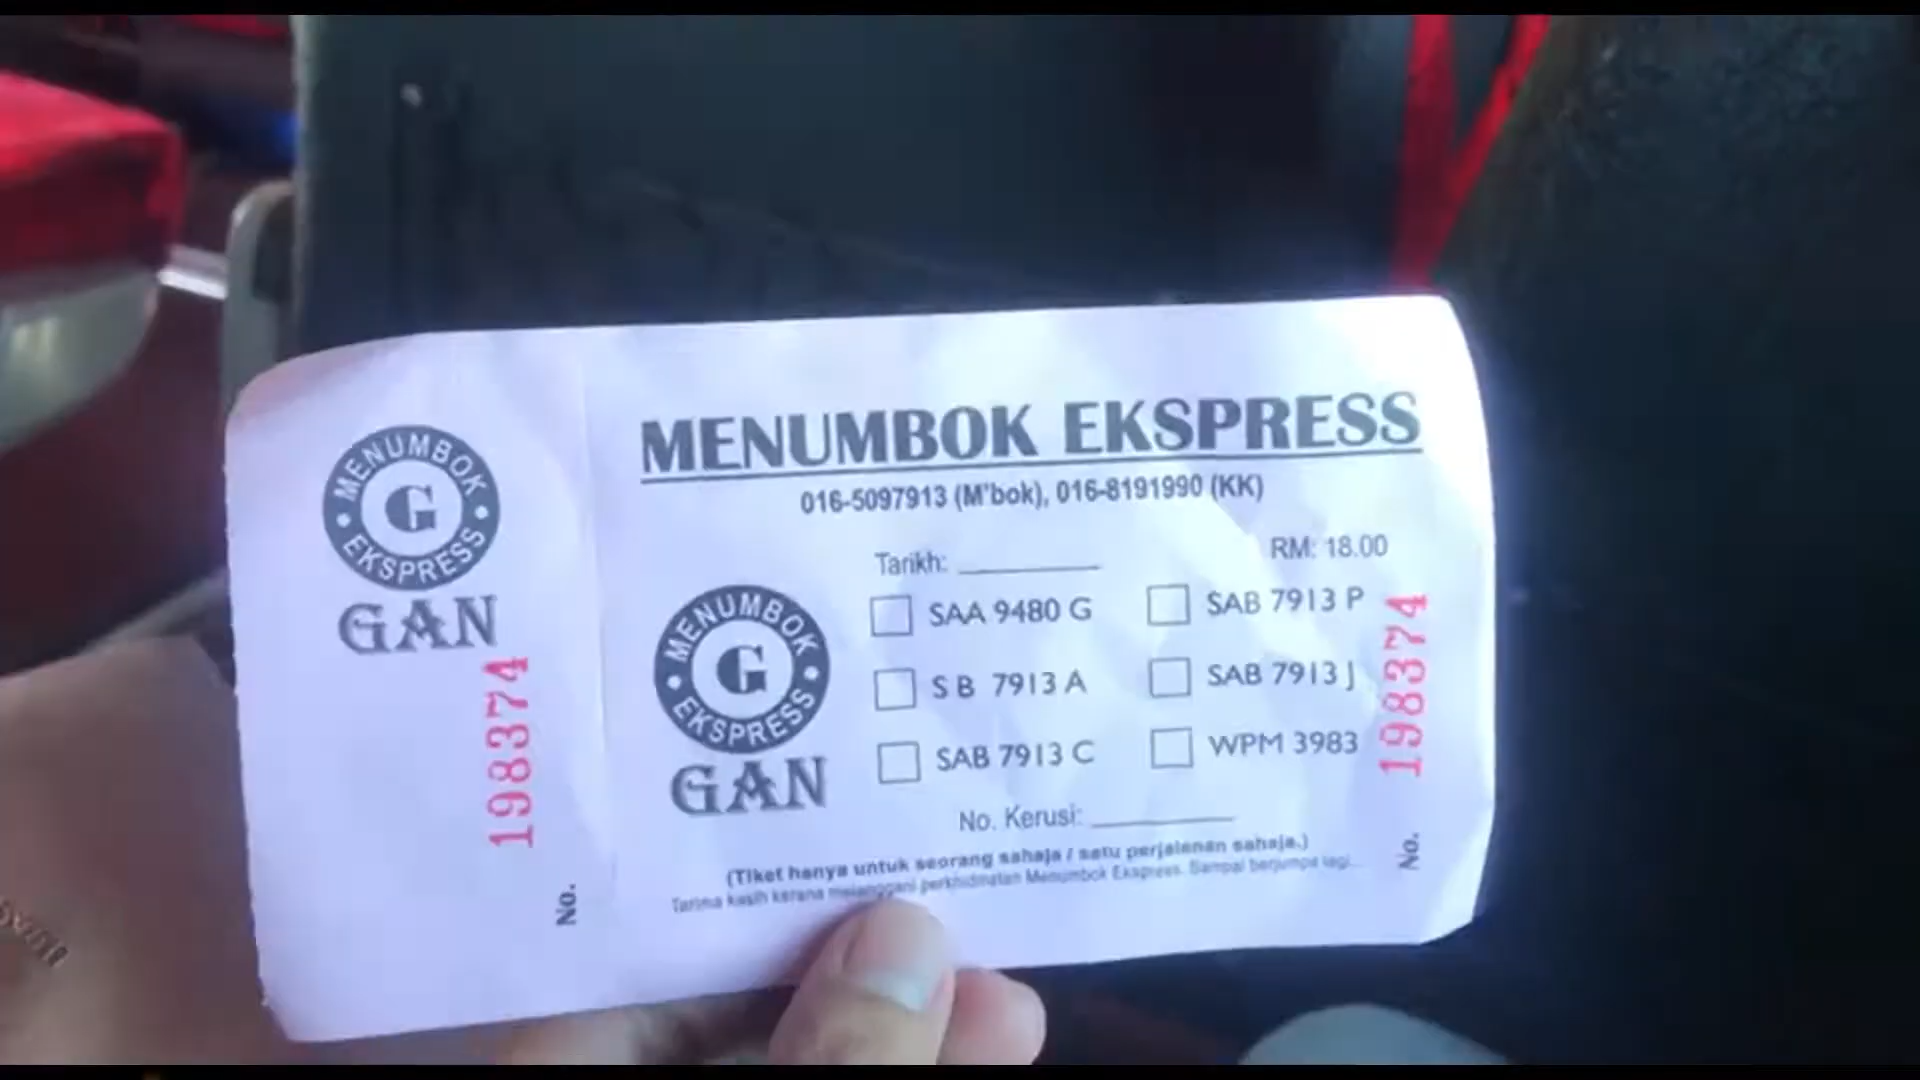 MENUMBOK
G
EKSPRESS
GAN
198374
No.
MENUMBOK EKSPRESS
016-5097913 (M'bok), 016-8191990 (KK)
Tarikh: __________
RM: 18.00
MENUMBOK
G
EKSPRESS
GAN
SAA 9480 G
SAB 7913 P
S B 7913 A
SAB 7913 J
SAB 7913 C
WPM 3983
No. Kerusi: __________
198374
No.
(Tiket hanya untuk seorang sahaja / satu perjalanan sahaja.)
Terima kasih kerana melanggani perkhidmatan Menumbok Ekspress. Sampai berjumpa lagi...